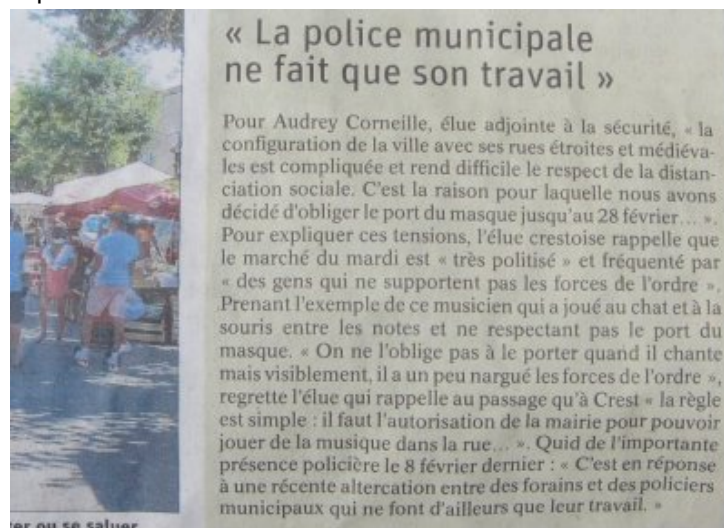 « La police municipale
ne fait que son travail »
Pour Audrey Corneille, élue adjointe à la sécurité, « la
configuration de la ville avec ses rues étroites et médiéva-
les est compliquée et rend difficile le respect de la distan-
ciation sociale. C'est la raison pour laquelle nous avons
décidé d'obliger le port du masque jusqu'au 28 février... ».
Pour expliquer ces tensions, l'élue crestoise rappelle que
le marché du mardi est « très politisé » et fréquenté par
« des gens qui ne supportent pas les forces de l'ordre ».
Prenant l'exemple de ce musicien qui a joué au chat et à la
souris entre les notes et ne respectant pas le port du
masque. « On ne l'oblige pas à le porter quand il chante
mais visiblement, il a un peu nargué les forces de l'ordre »,
regrette l'élue qui rappelle au passage qu'à Crest « la règle
est simple : il faut l'autorisation de la mairie pour pouvoir
jouer de la musique dans la rue... ». Quid de l'importante
présence policière le 8 février dernier : « C'est en réponse
à une récente altercation entre des forains et des policiers
municipaux qui ne font d'ailleurs que leur travail. »
ou se saluer